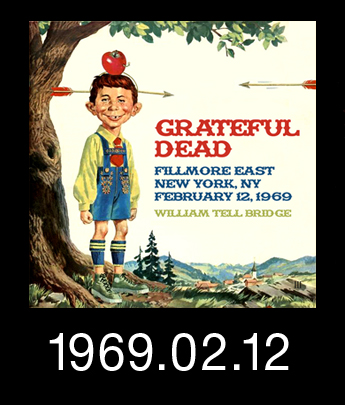 GRATEFUL
DEAD
FILLMORE EAST
NEW YORK, NY
FEBRUARY 12, 1969
WILLIAM TELL BRIDGE
1969.02.12